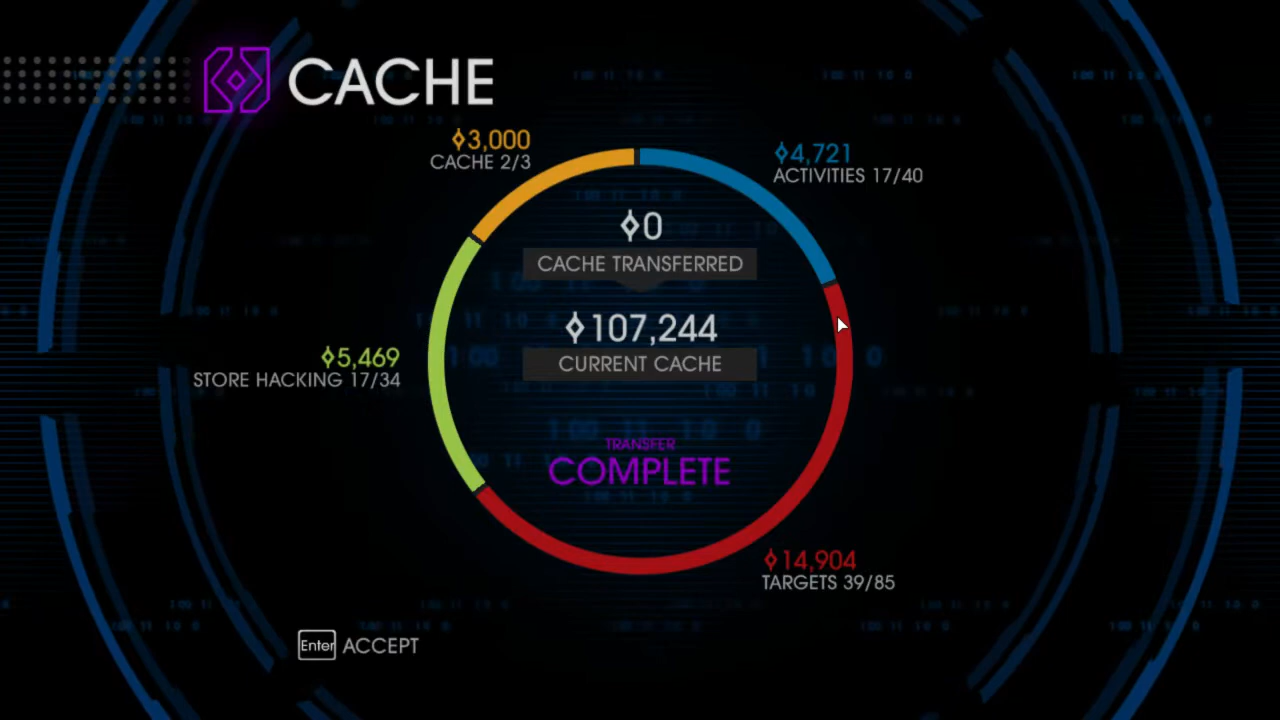 CACHE
3,000
CACHE 2/3
4,721
ACTIVITIES 17/40
0
CACHE TRANSFERRED
107,244
CURRENT CACHE
5,469
STORE HACKING 17/34
TRANSFER
COMPLETE
14,904
TARGETS 39/85
Enter ACCEPT